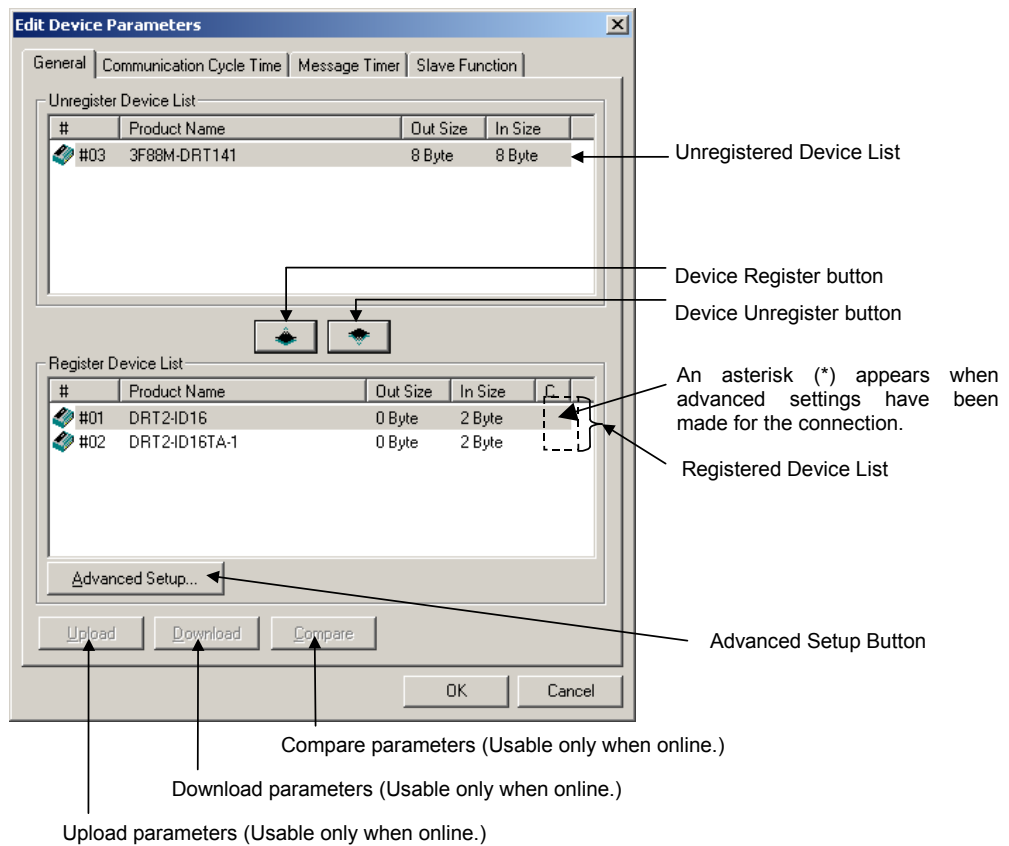 Edit Device Parameters
General Communication Cycle Time Message Timer Slave Function
Unregister Device List
# Product Name Out Size In Size
#03 3F88M-DRT141 8 Byte 8 Byte
Unregistered Device List
Device Register button
Device Unregister button
Register Device List
# Product Name Out Size In Size C
#01 DRT2-ID16 0 Byte 2 Byte
#02 DRT2-ID16TA-1 0 Byte 2 Byte
An asterisk (*) appears when
advanced settings have been
made for the connection.
Registered Device List
Advanced Setup...
Upload Download Compare
Advanced Setup Button
OK Cancel
Compare parameters (Usable only when online.)
Download parameters (Usable only when online.)
Upload parameters (Usable only when online.)